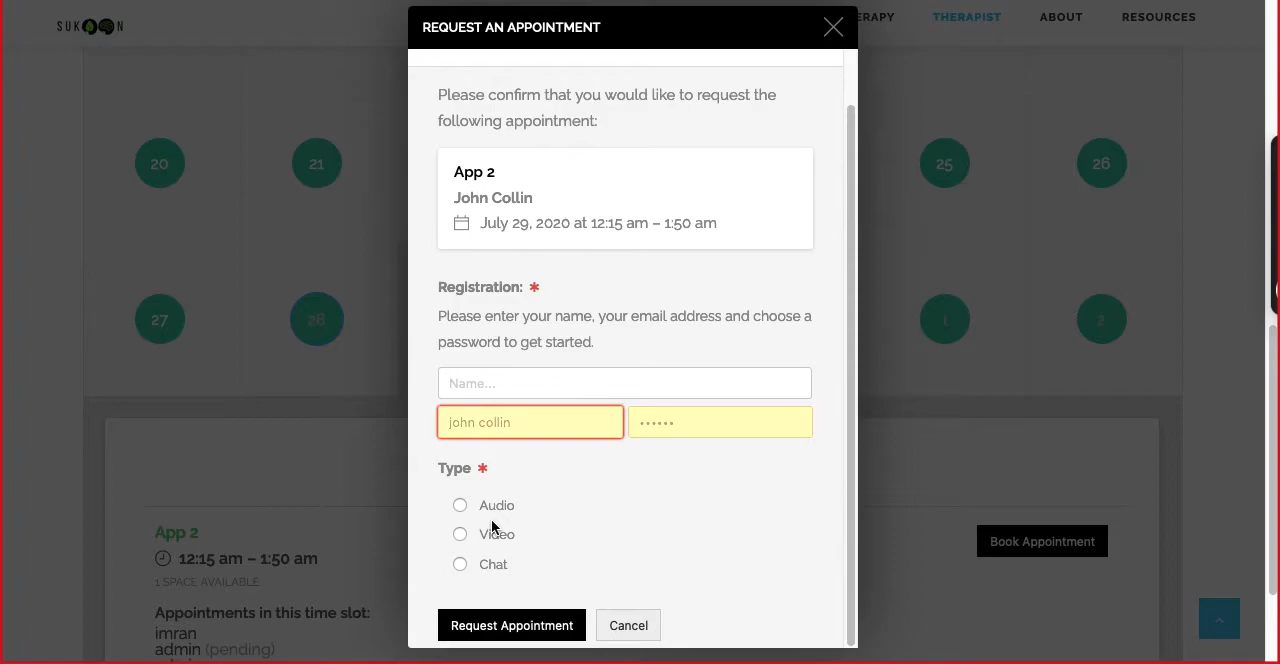 SUKOON
ERAPY
THERAPIST
ABOUT
RESOURCES
REQUEST AN APPOINTMENT
Please confirm that you would like to request the
following appointment:
App 2
John Collin
July 29, 2020 at 12:15 am – 1:50 am
Registration: *
Please enter your name, your email address and choose a
password to get started.
Name...
john collin
••••••
Type *
Audio
Video
Chat
Request Appointment
Cancel
20
21
25
26
27
28
1
2
App 2
12:15 am – 1:50 am
1 SPACE AVAILABLE
Appointments in this time slot:
imran
admin (pending)
Book Appointment